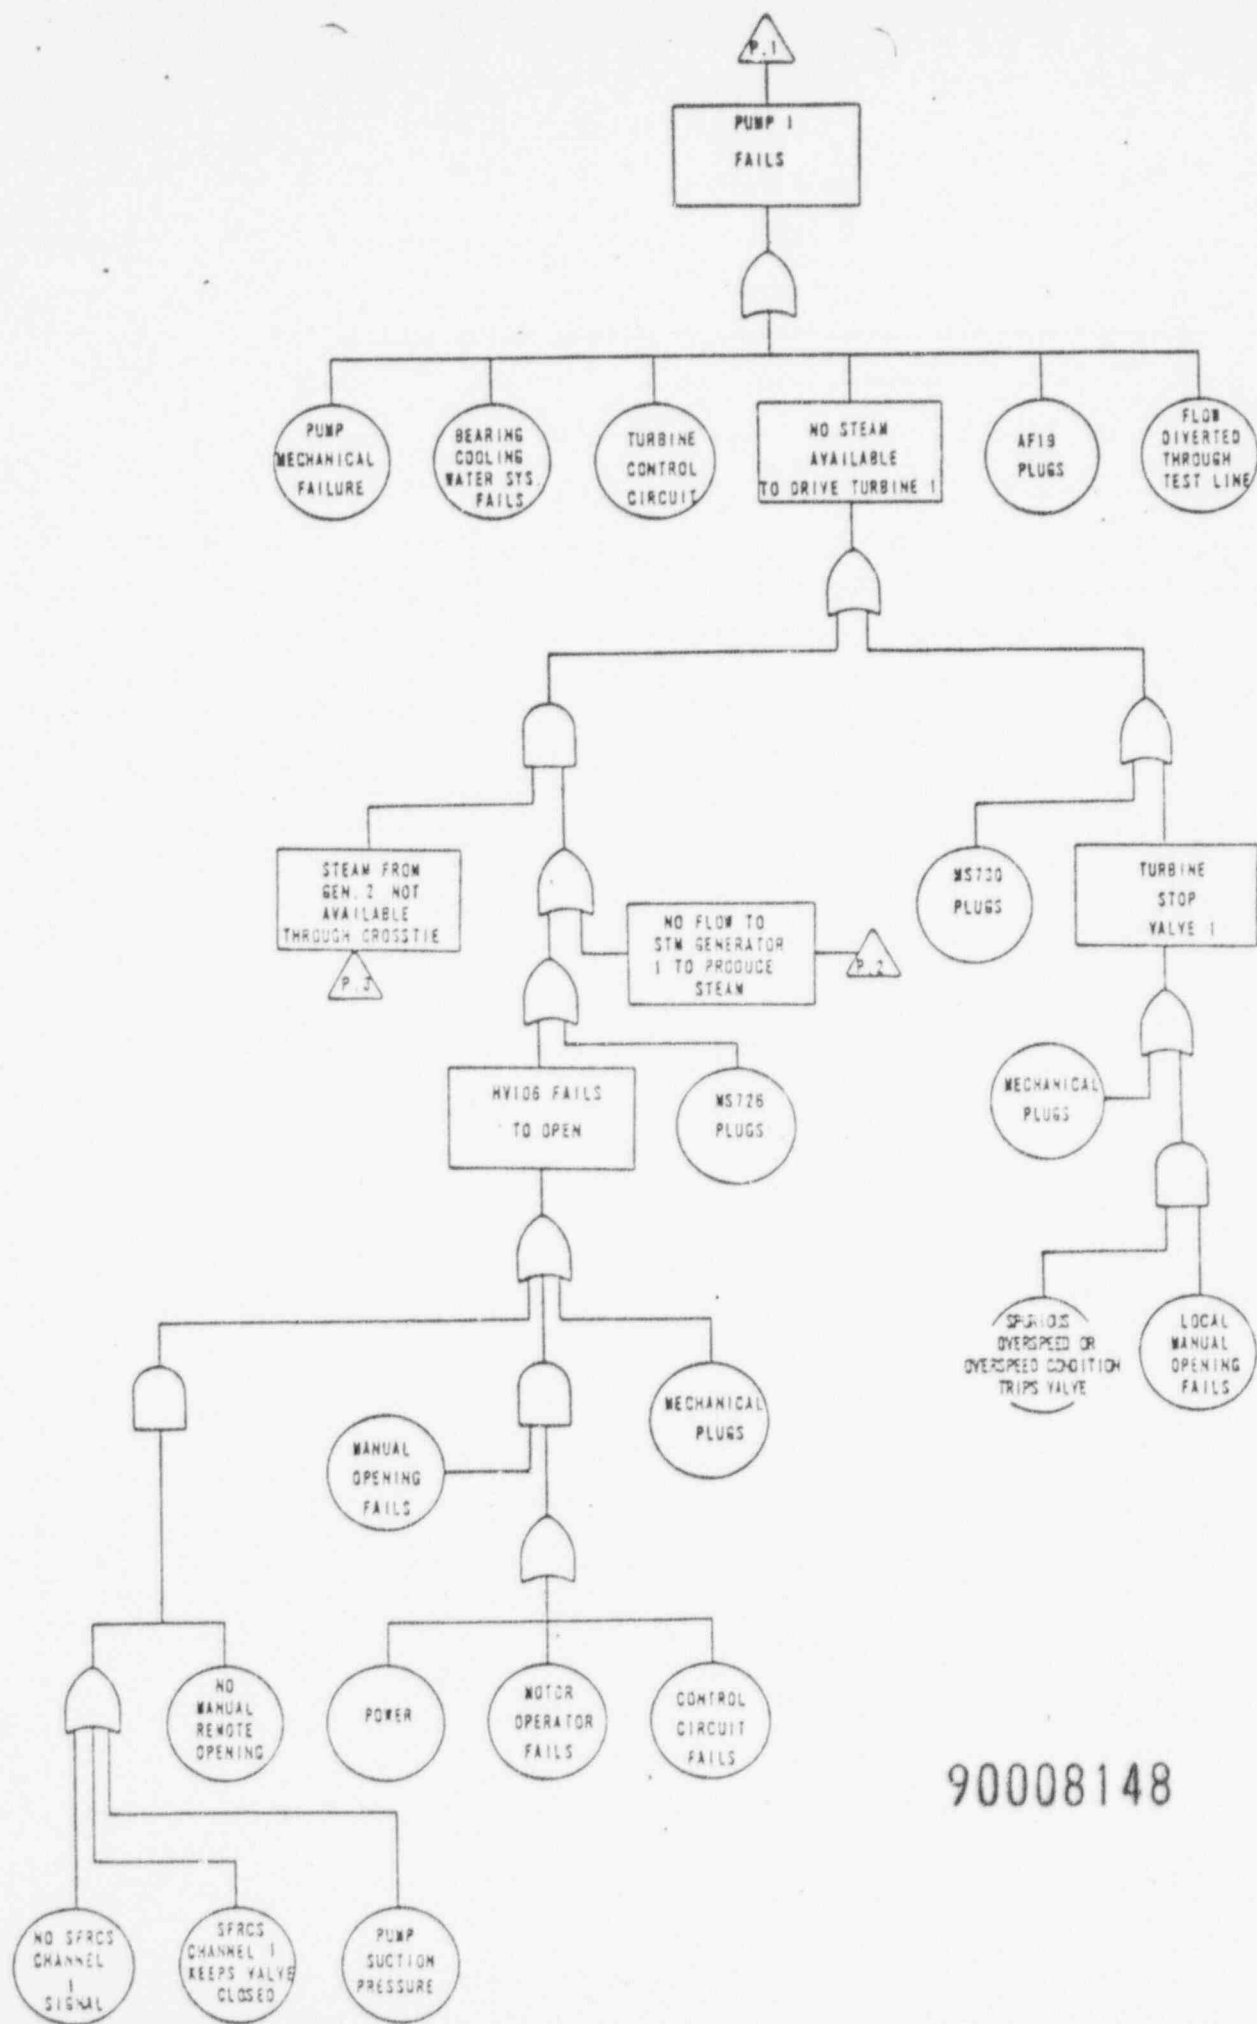 P.1
PUMP 1
FAILS
PUMP
MECHANICAL
FAILURE
BEARING
COOLING
WATER SYS.
FAILS
TURBINE
CONTROL
CIRCUIT
NO STEAM
AVAILABLE
TO DRIVE TURBINE 1
AF19
PLUGS
FLOW
DIVERTED
THROUGH
TEST LINE
STEAM FROM
GEN. 2 NOT
AVAILABLE
THROUGH CROSSTIE
P.3
NO FLOW TO
STM GENERATOR
1 TO PRODUCE
STEAM
P.2
MS730
PLUGS
TURBINE
STOP
VALVE 1
HV106 FAILS
TO OPEN
MS726
PLUGS
MECHANICAL
PLUGS
SPURIOUS
OVERSPEED OR
OVERSPEED CONDITION
TRIPS VALVE
LOCAL
MANUAL
OPENING
FAILS
MANUAL
OPENING
FAILS
MECHANICAL
PLUGS
NO
MANUAL
REMOTE
OPENING
POWER
MOTOR
OPERATOR
FAILS
CONTROL
CIRCUIT
FAILS
90008148
NO SFRCS
CHANNEL
1
SIGNAL
SFRCS
CHANNEL 1
KEEPS VALVE
CLOSED
PUMP
SUCTION
PRESSURE